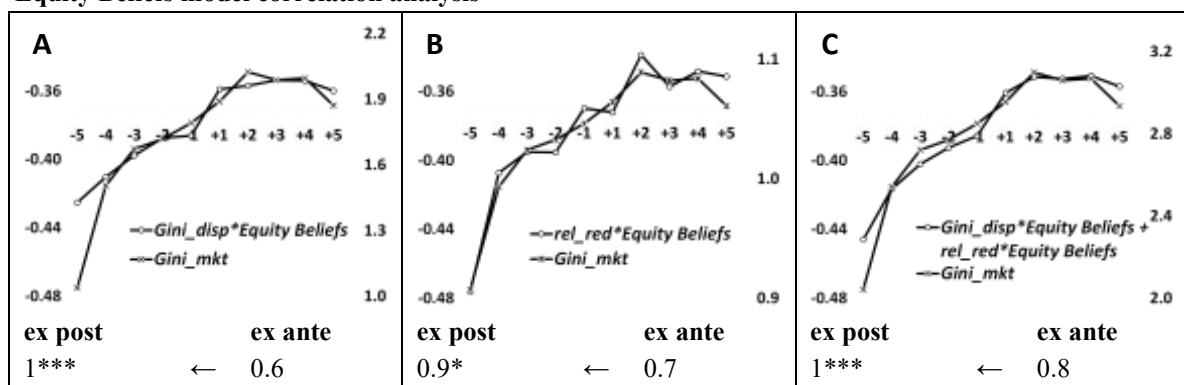 Equity Beliefs model correlation analysis
A
2.2
-0.36
1.9
-5 -4 -3 -2 -1 +1 +2 +3 +4 +5
-0.40
1.6
-0.44
Gini_disp*Equity Beliefs
1.3
Gini_mkt
-0.48
1.0
ex post ex ante
1*** ← 0.6
B
1.1
-0.36
-5 -4 -3 -2 -1 +1 +2 +3 +4 +5
-0.40
1.0
-0.44
rel_red*Equity Beliefs
Gini_mkt
-0.48
0.9
ex post ex ante
0.9* ← 0.7
C
3.2
-0.36
-5 -4 -3 -2 -1 +1 +2 +3 +4 +5
2.8
-0.40
2.4
-0.44
Gini_disp*Equity Beliefs +
rel_red*Equity Beliefs
Gini_mkt
-0.48
2.0
ex post ex ante
1*** ← 0.8